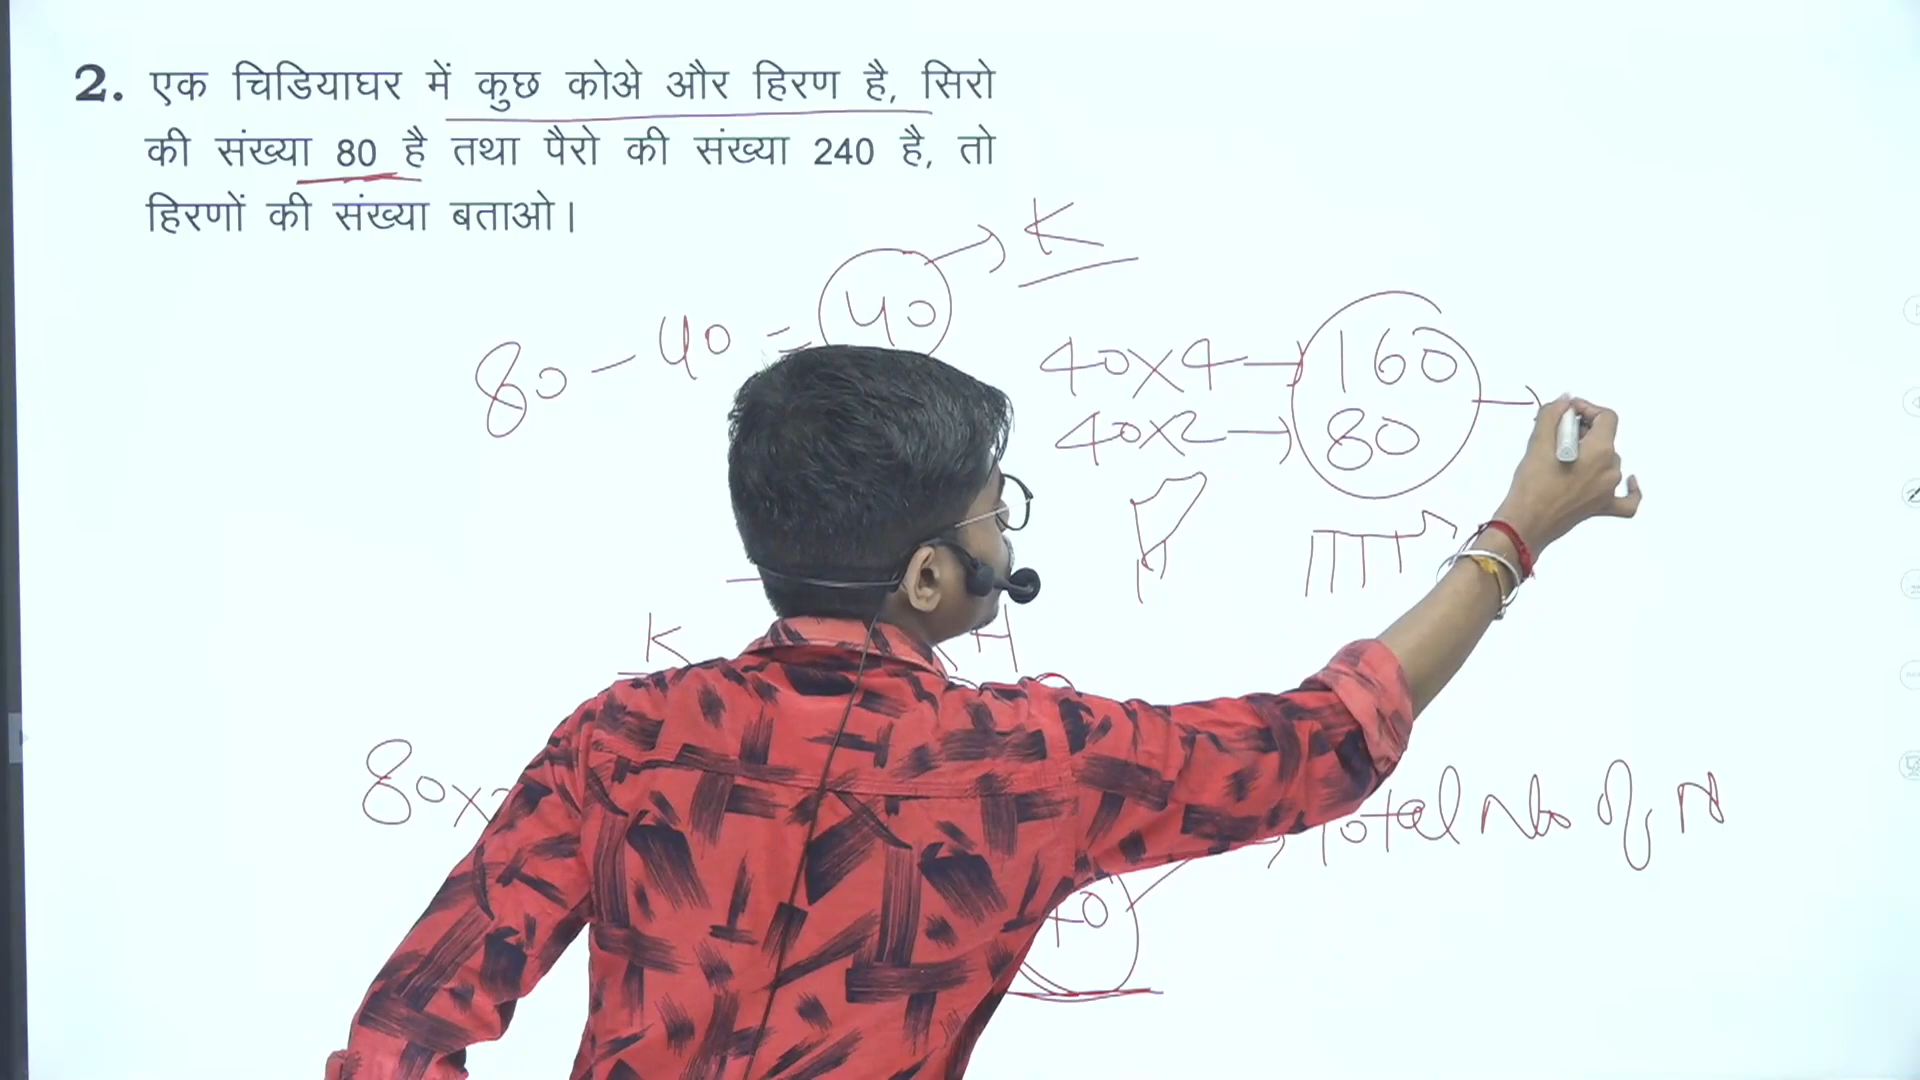 2. एक चिडियाघर में कुछ कोअे और हिरण है, सिरो
की संख्या 80 है तथा पैरो की संख्या 240 है, तो
हिरणों की संख्या बताओ।
80 - 40 = 40 → K
40×4 → 160 →
40×2 → 80
K H
80×
Total No of